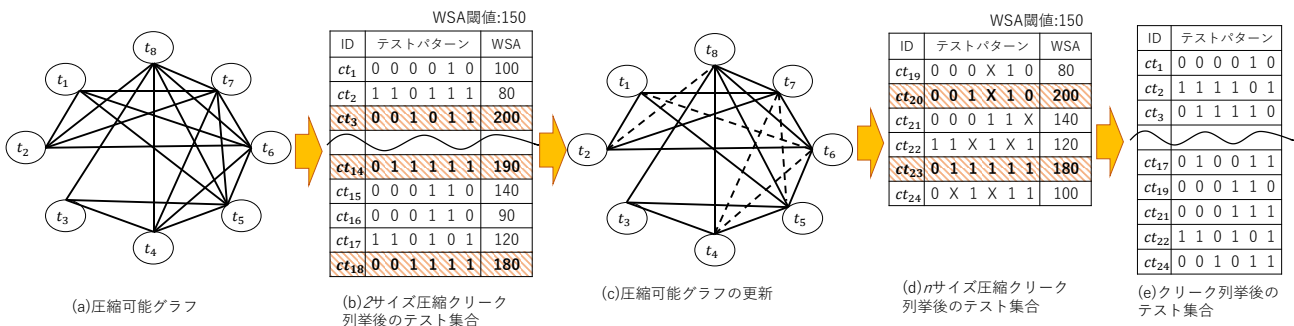 t8
t1
t7
t2
t6
t3
t5
t4
(a)圧縮可能グラフ
WSA閾値:150
ID テストパターン WSA
ct1 0 0 0 0 1 0 100
ct2 1 1 0 1 1 1 80
ct3 0 0 1 0 1 1 200
ct14 0 1 1 1 1 1 190
ct15 0 0 0 1 1 0 140
ct16 0 0 0 1 1 0 90
ct17 1 1 0 1 0 1 120
ct18 0 0 1 1 1 1 180
(b)2サイズ圧縮クリーク
列挙後のテスト集合
t8
t1
t7
t2
t6
t3
t5
t4
(c)圧縮可能グラフの更新
WSA閾値:150
ID テストパターン WSA
ct19 0 0 0 X 1 0 80
ct20 0 0 1 X 1 0 200
ct21 0 0 0 1 1 X 140
ct22 1 1 X 1 X 1 120
ct23 0 1 1 1 1 1 180
ct24 0 X 1 X 1 1 100
(d)nサイズ圧縮クリーク
列挙後のテスト集合
ID テストパターン
ct1 0 0 0 0 1 0
ct2 1 1 1 1 0 1
ct3 0 1 1 1 1 0
ct17 0 1 0 0 1 1
ct19 0 0 0 1 1 0
ct21 0 0 0 1 1 1
ct22 1 1 0 1 0 1
ct24 0 0 1 0 1 1
(e)クリーク列挙後の
テスト集合